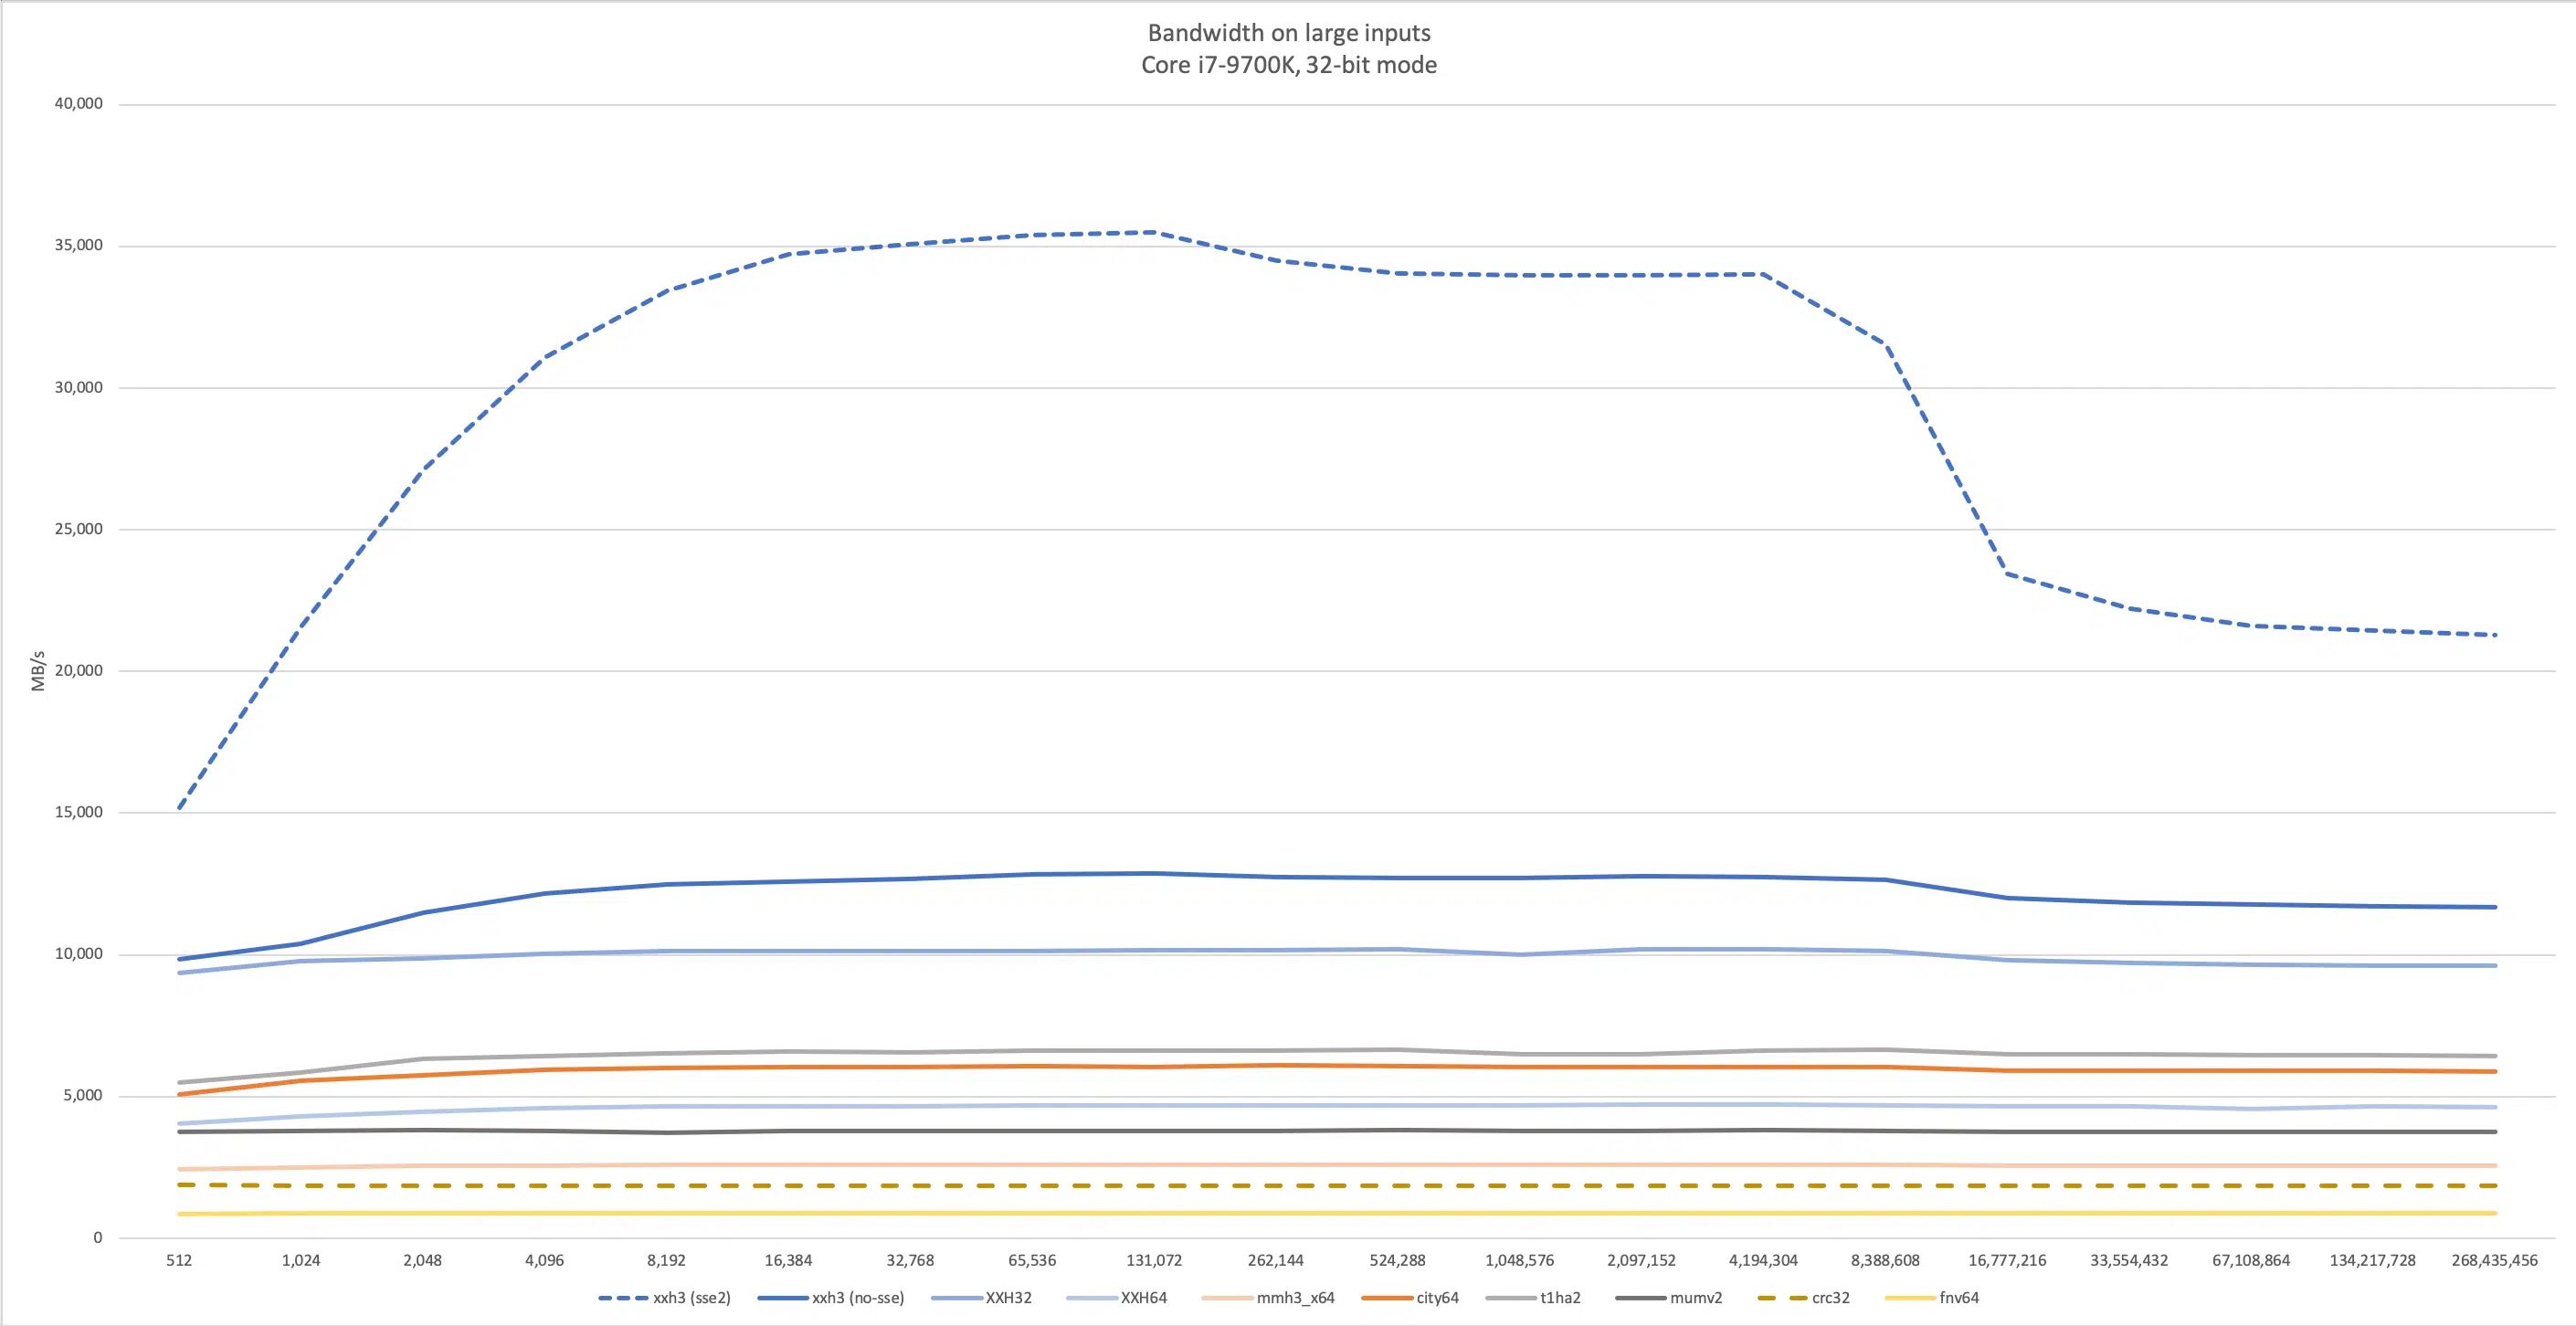 Bandwidth on large inputs
Core i7-9700K, 32-bit mode
40,000
35,000
30,000
25,000
20,000
15,000
10,000
5,000
0
MB/s
512 1,024 2,048 4,096 8,192 16,384 32,768 65,536 131,072 262,144 524,288 1,048,576 2,097,152 4,194,304 8,388,608 16,777,216 33,554,432 67,108,864 134,217,728 268,435,456
xxh3 (sse2) xxh3 (no-sse) XXH32 XXH64 mmh3_x64 city64 t1ha2 mumv2 crc32 fnv64